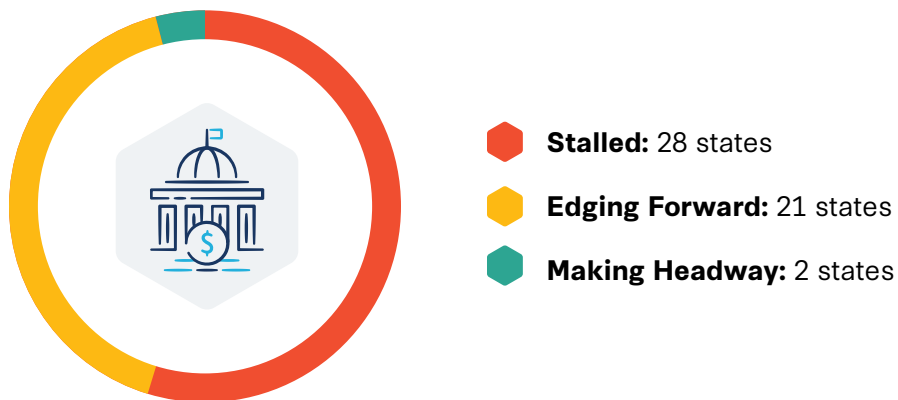 $
Stalled: 28 states
Edging Forward: 21 states
Making Headway: 2 states